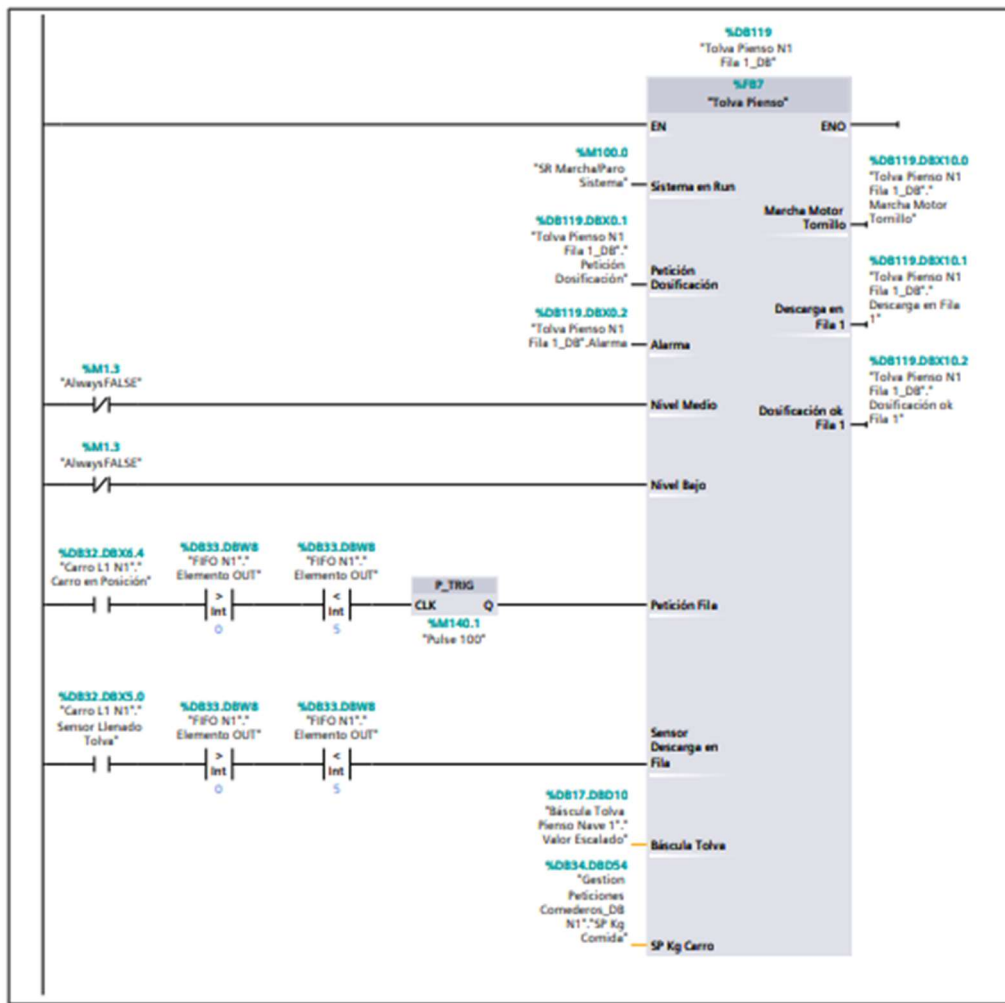 %DB119
"Tolva Pienso N1
Fila 1_DB"
%FB7
"Tolva Pienso"
EN
ENO
%M100.0
"SR Marcha/Paro
Sistema"
Sistema en Run
%DB119.DBX10.0
"Tolva Pienso N1
Fila 1_DB"."
Marcha Motor
Tornillo"
Marcha Motor
Tornillo
%DB119.DBX0.1
"Tolva Pienso N1
Fila 1_DB"."
Petición
Dosificación"
Petición
Dosificación
%DB119.DBX10.1
"Tolva Pienso N1
Fila 1_DB"."
Descarga en Fila
1"
Descarga en
Fila 1
%DB119.DBX0.2
"Tolva Pienso N1
Fila 1_DB".Alarma
Alarma
%DB119.DBX10.2
"Tolva Pienso N1
Fila 1_DB"."
Dosificación ok
Fila 1"
Dosificación ok
Fila 1
%M1.3
"AlwaysFALSE"
Nivel Medio
%M1.3
"AlwaysFALSE"
Nivel Bajo
%DB32.DBX6.4
"Carro L1 N1"."
Carro en Posición"
%DB33.DBW8
"FIFO N1"."
Elemento OUT"
>
Int
0
%DB33.DBW8
"FIFO N1"."
Elemento OUT"
<
Int
5
P_TRIG
CLK Q
%M140.1
"Pulse 100"
Petición Fila
%DB32.DBX5.0
"Carro L1 N1"."
Sensor Llenado
Tolva"
%DB33.DBW8
"FIFO N1"."
Elemento OUT"
>
Int
0
%DB33.DBW8
"FIFO N1"."
Elemento OUT"
<
Int
5
Sensor
Descarga en
Fila
%DB17.DBD10
"Báscula Tolva
Pienso Nave 1"."
Valor Escalado"
Báscula Tolva
%DB34.DBD54
"Gestion
Peticiones
Comederos_DB
N1"."SP Kg
Comida"
SP Kg Carro